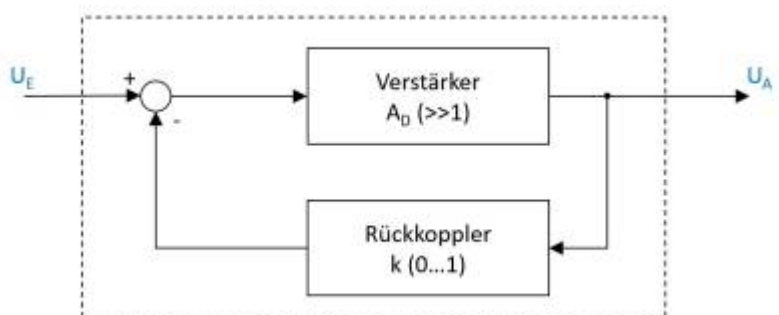 U_E
+
-
Verstärker
A_D (>>1)
U_A
Rückkoppler
k (0...1)